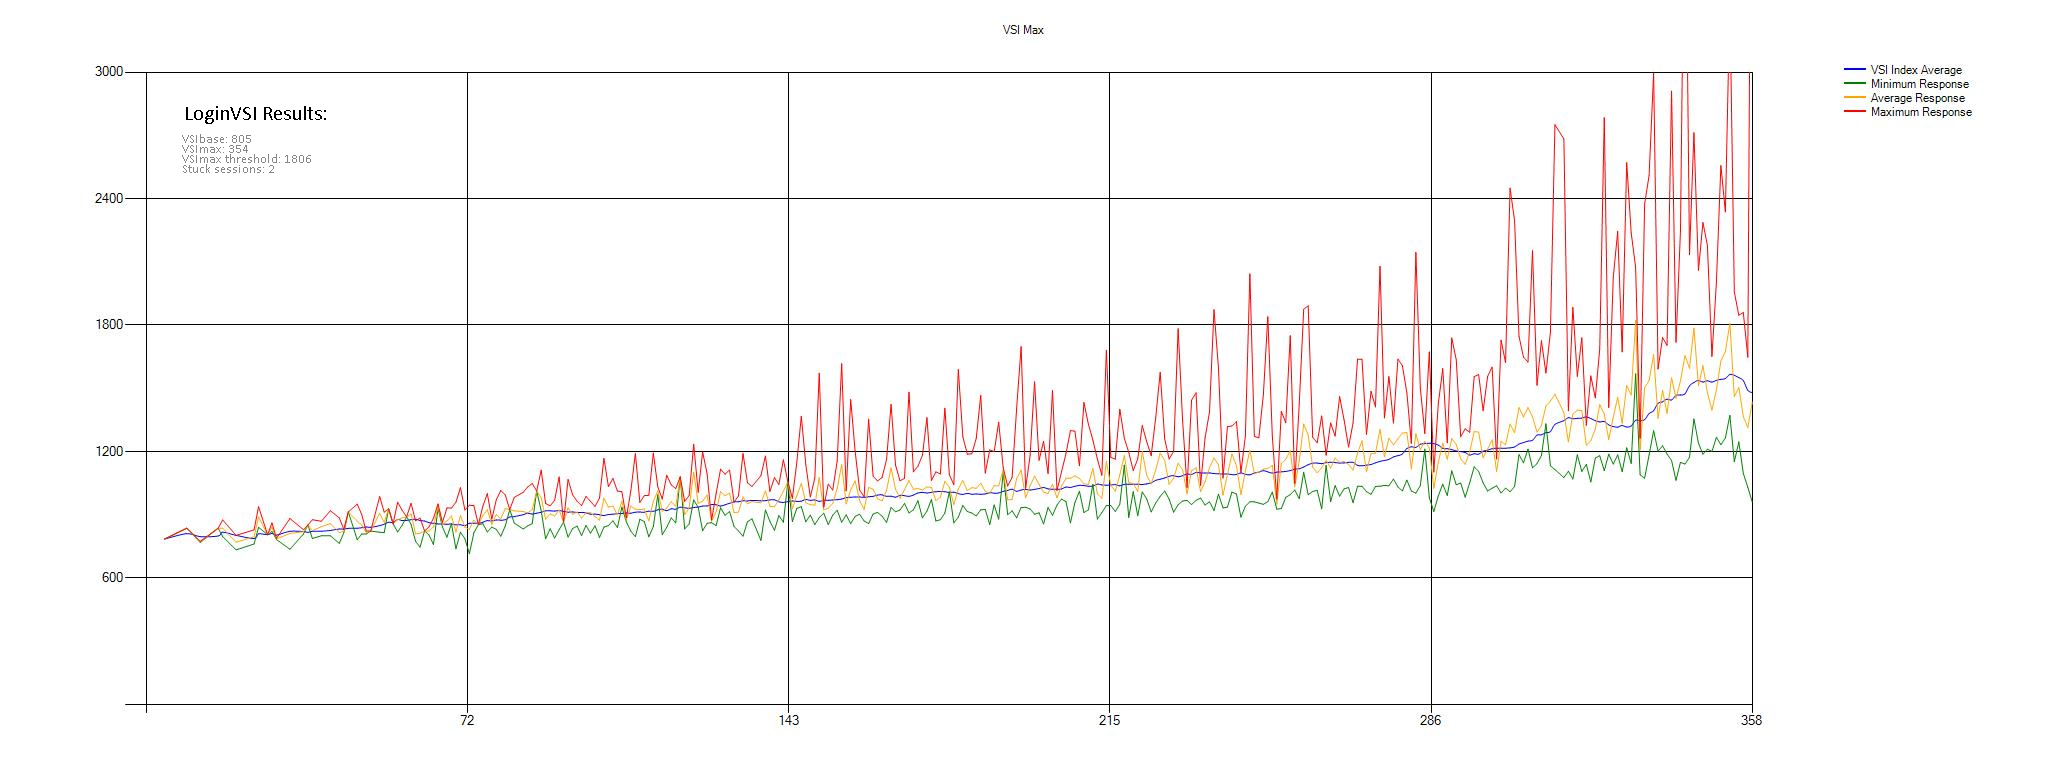 VSI Max
3000
2400
1800
1200
600
LoginVSI Results:
VSIbase: 805
VSImax: 354
VSImax threshold: 1806
Stuck sessions: 2
72
143
215
286
358
VSI Index Average
Minimum Response
Average Response
Maximum Response